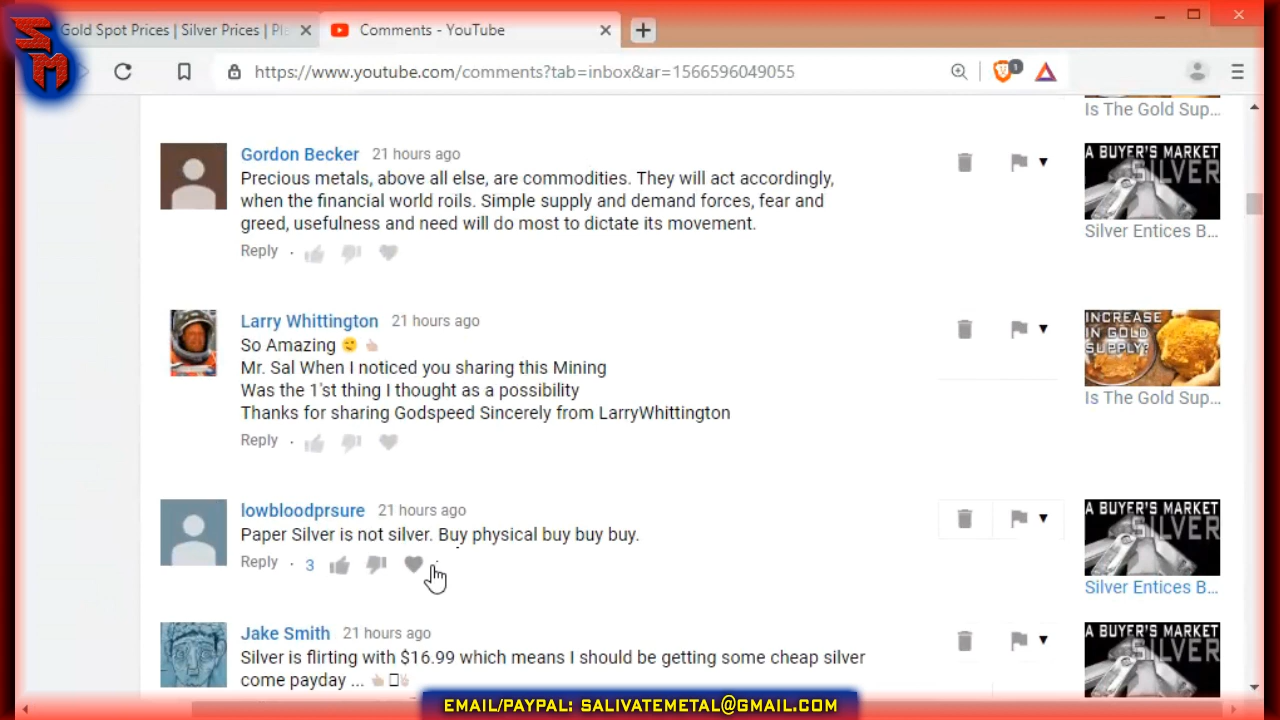 SM
Gold Spot Prices | Silver Prices | Pl
Comments - YouTube
https://www.youtube.com/comments?tab=inbox&ar=1566596049055
1
Is The Gold Sup...
Gordon Becker 21 hours ago
Precious metals, above all else, are commodities. They will act accordingly,
when the financial world roils. Simple supply and demand forces, fear and
greed, usefulness and need will do most to dictate its movement.
Reply ·
A BUYER'S MARKET
SILVER
Silver Entices B...
Larry Whittington 21 hours ago
So Amazing 😉 👆🏻
Mr. Sal When I noticed you sharing this Mining
Was the 1'st thing I thought as a possibility
Thanks for sharing Godspeed Sincerely from LarryWhittington
Reply ·
INCREASE
IN GOLD
SUPPLY?
Is The Gold Sup...
lowbloodprsure 21 hours ago
Paper Silver is not silver. Buy physical buy buy buy.
Reply · 3
A BUYER'S MARKET
SILVER
Silver Entices B...
Jake Smith 21 hours ago
Silver is flirting with $16.99 which means I should be getting some cheap silver
come payday ...
A BUYER'S MARKET
SILVER
EMAIL/PAYPAL: SALIVATEMETAL@GMAIL.COM